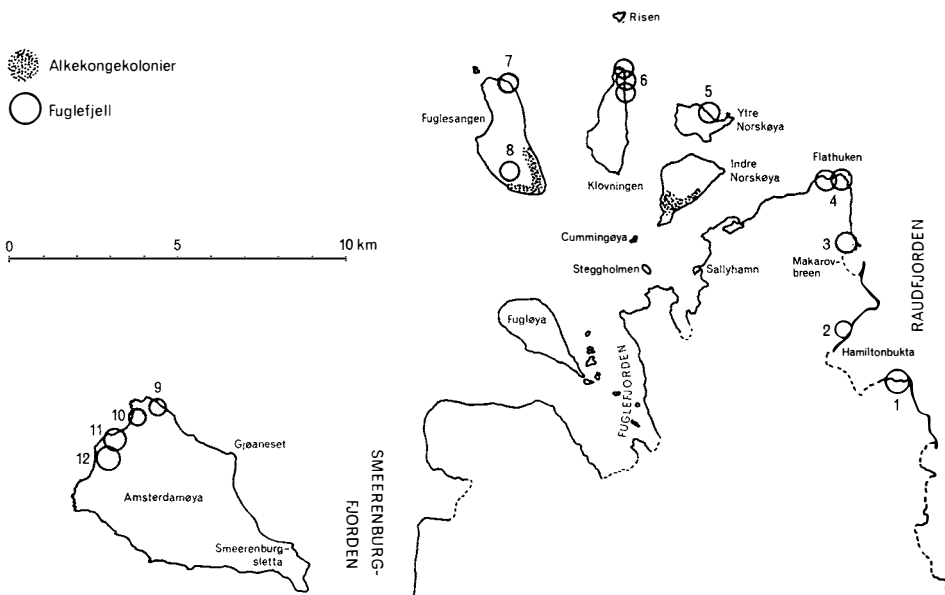 Alkekongekolonier
Fuglefjell
0
5
10 km
Risen
7
6
5
Fuglesangen
Ytre
Norskøya
8
Klovningen
Indre
Norskøya
Flathuken
4
Cummingøya
3
Steggholmen
Sallyhamn
Makarov-
breen
RAUDFJORDEN
Fugløya
2
Hamiltonbukta
FUGLEFJORDEN
1
9
10
11
12
Gjøaneset
Amsterdamøya
SMEERENBURG-
FJORDEN
Smeerenburg-
sletta